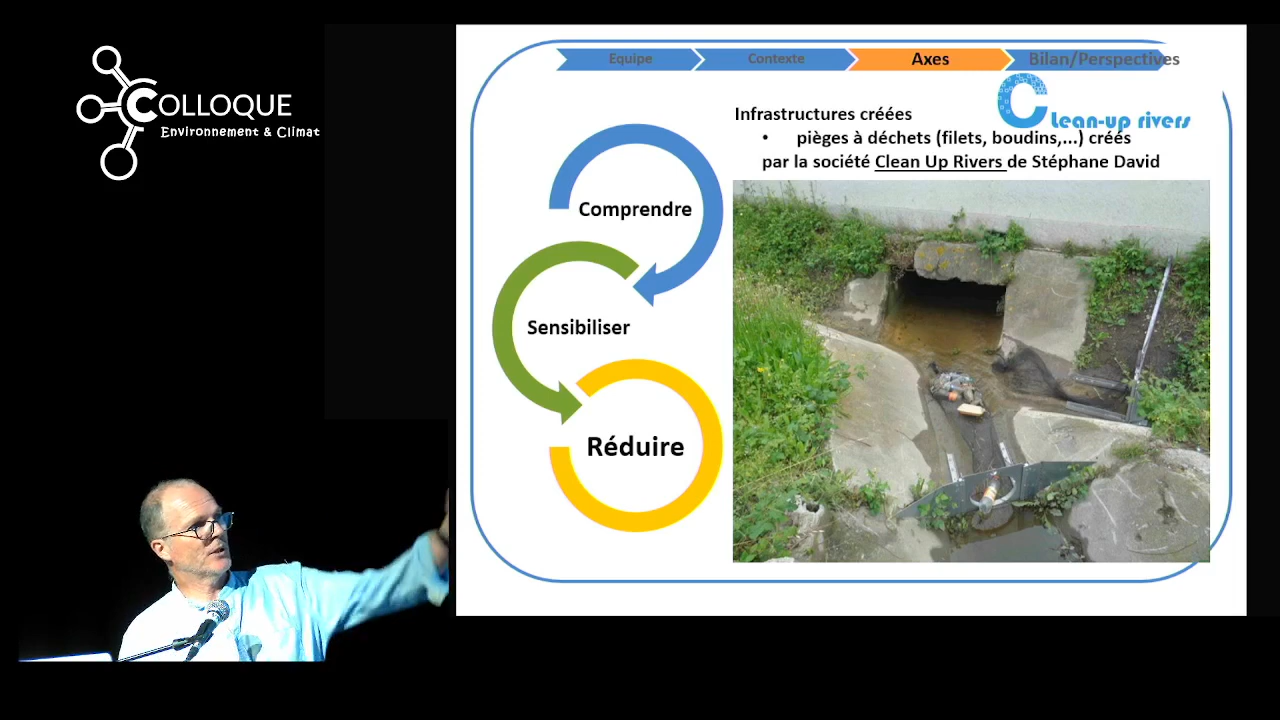 COLLOQUE
Environnement & Climat
Equipe
Contexte
Axes
Bilan/Perspectives
Clean-up rivers
Infrastructures créées
• pièges à déchets (filets, boudins,...) créés
par la société Clean Up Rivers de Stéphane David
Comprendre
Sensibiliser
Réduire